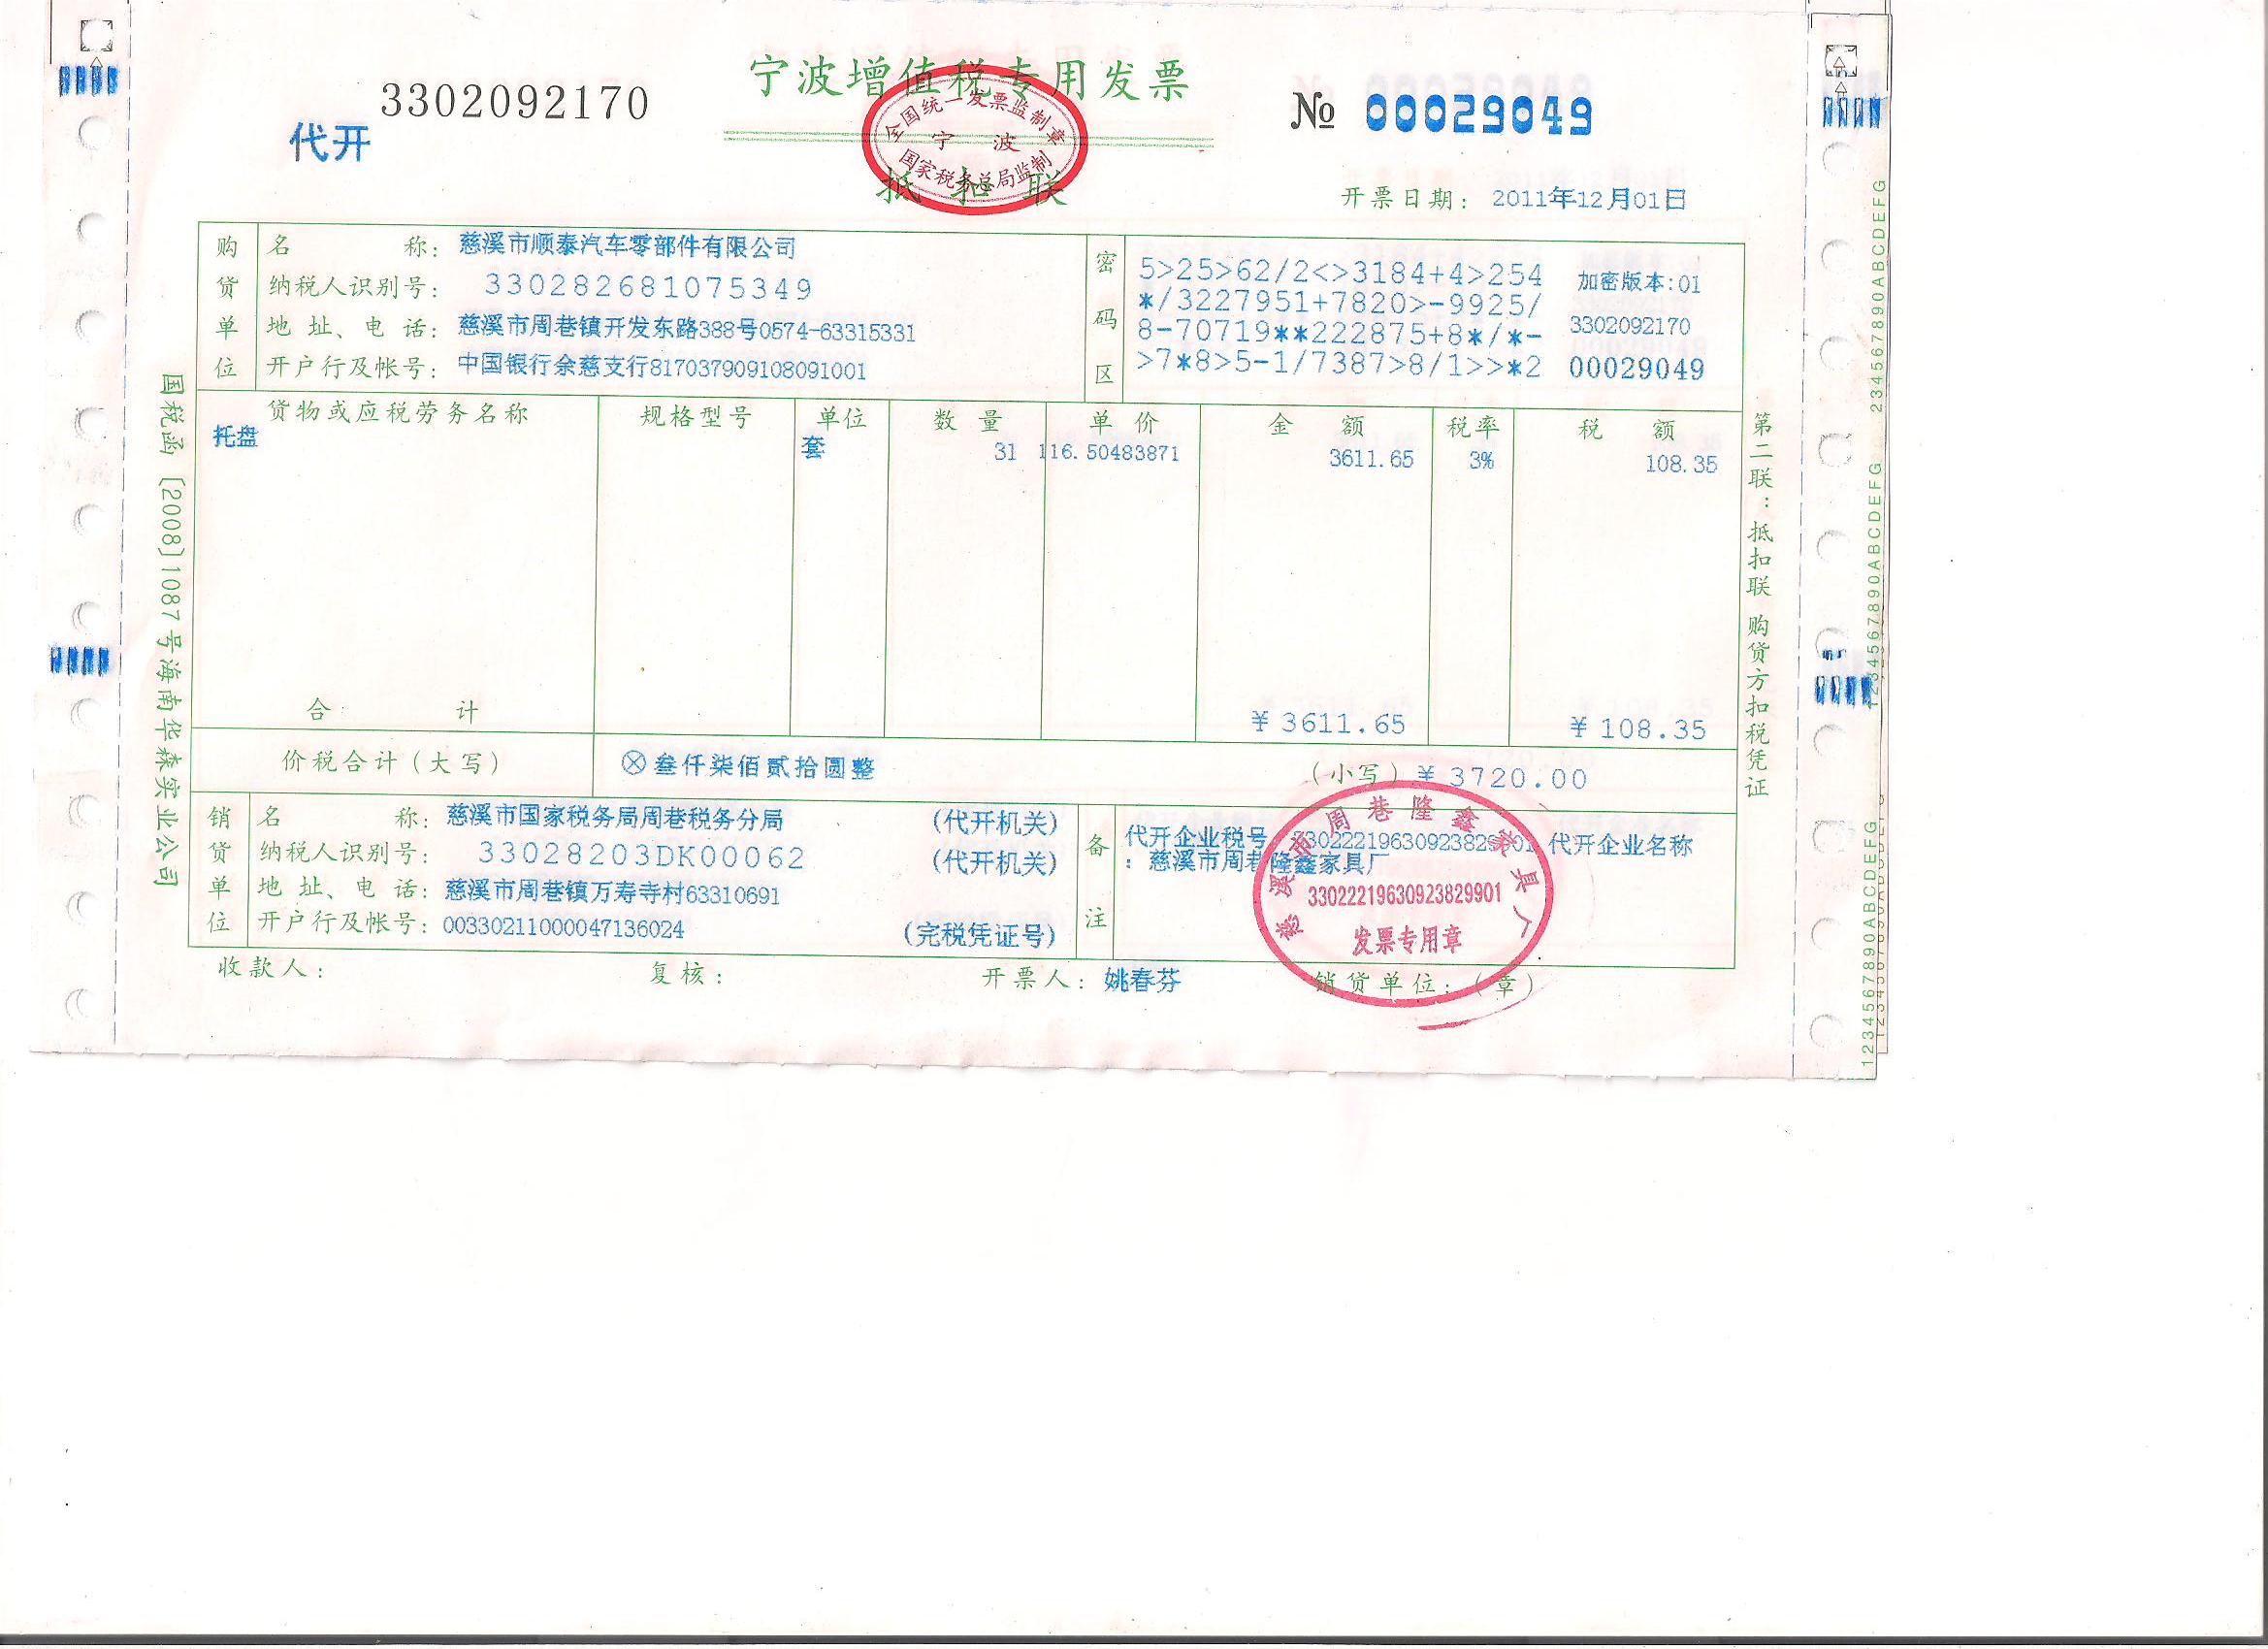 宁波增值税专用发票
3302092170
代开
№ 00029049
全国统一发票监制章
宁 波
国家税务总局监制
抵 扣 联
开票日期: 2011年12月01日
购货单位
名 称: 慈溪市顺泰汽车零部件有限公司
纳税人识别号: 330282681075349
地 址、电 话: 慈溪市周巷镇开发东路388号0574-63315331
开户行及帐号: 中国银行余慈支行817037909108091001
密码区
5>25>62/2<>3184+4>254 加密版本:01
*/3227951+7820>-9925/
8-70719**222875+8*/*- 3302092170
>7*8>5-1/7387>8/1>>*2 00029049
货物或应税劳务名称 规格型号 单位 数 量 单 价 金 额 税率 税 额
托盘 套 31 116.50483871 3611.65 3% 108.35
合 计 ¥3611.65 ¥108.35
价税合计(大写) ⊗叁仟柒佰贰拾圆整 (小写)¥3720.00
销货单位
名 称: 慈溪市国家税务局周巷税务分局 (代开机关)
纳税人识别号: 33028203DK00062 (代开机关)
地 址、电 话: 慈溪市周巷镇万寿寺村63310691
开户行及帐号: 003302110000047136024 (完税凭证号)
备注
代开企业税号 33022219630923829901 代开企业名称
: 慈溪市周巷隆鑫家具厂
慈溪市周巷隆鑫家具厂
33022219630923829901
发票专用章
收款人: 复核: 开票人: 姚春芬 销货单位:(章)
国税函[2008]1087号海南华森实业公司
第二联:抵扣联 购货方扣税凭证
1234567890ABCDEFG
1234567890ABCDEFG
234567890ABCDEFG